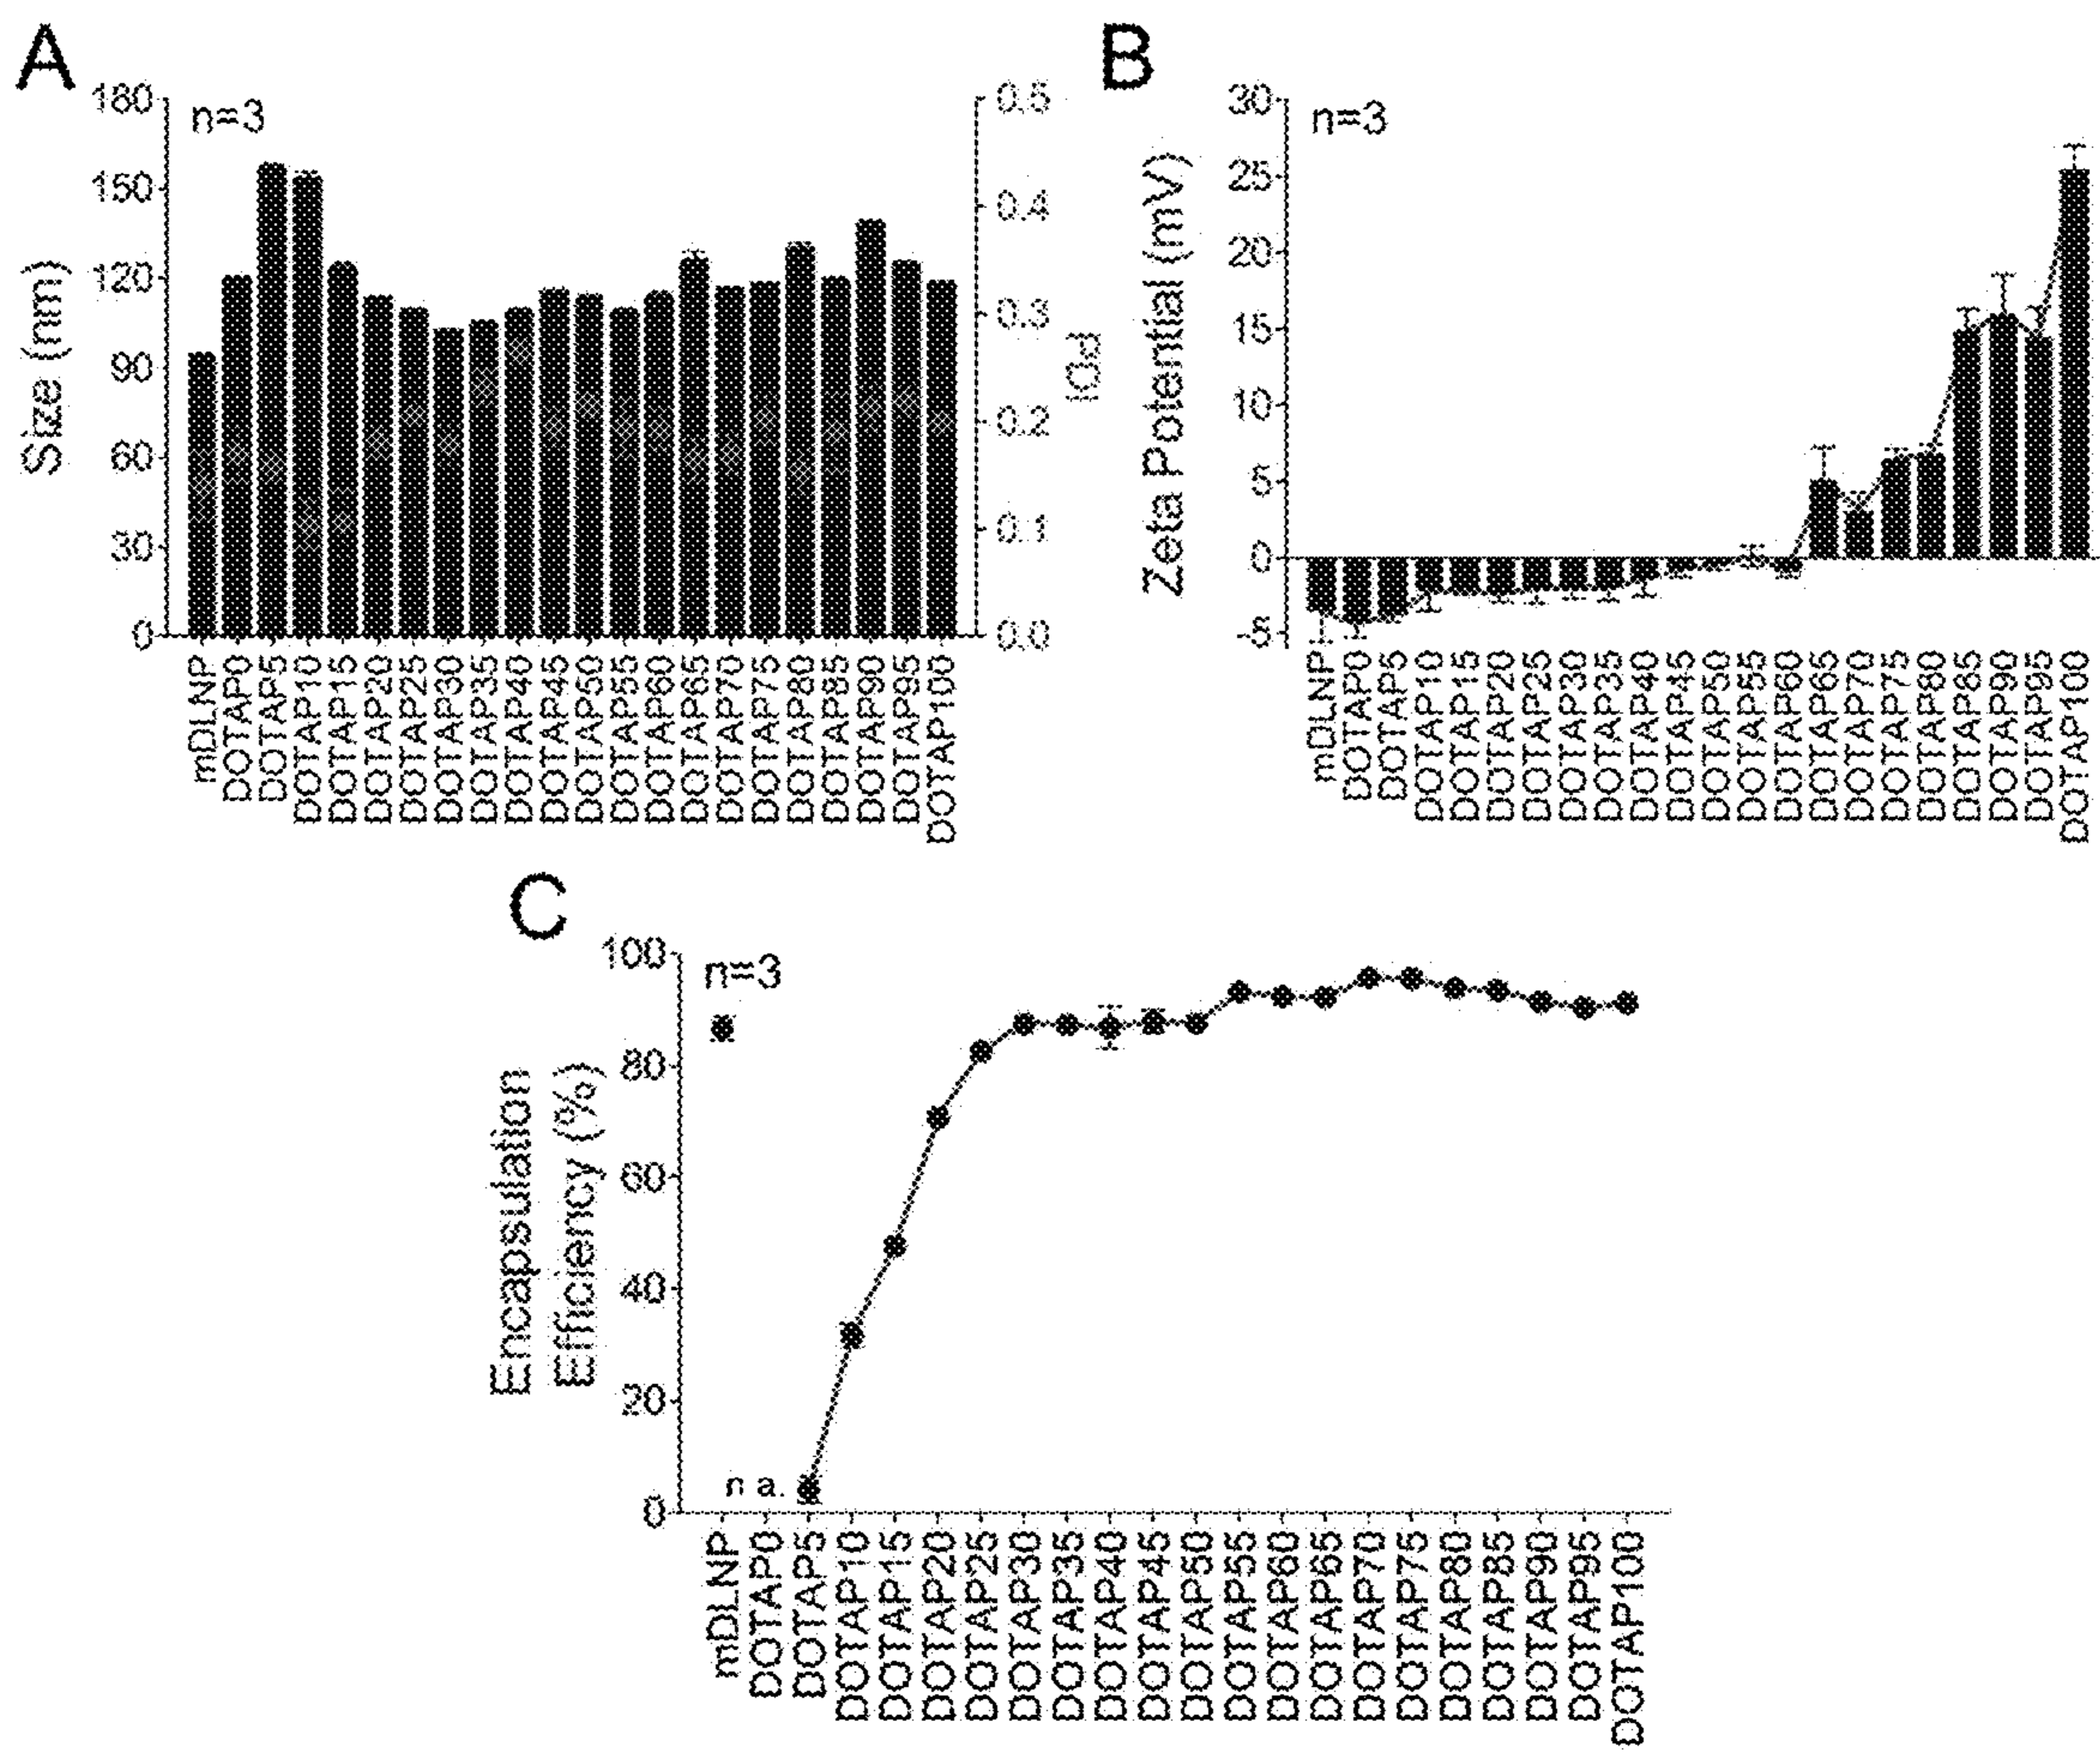 A
180
150
120
90
60
30
0
Size (nm)
n=3
0.5
0.4
0.3
0.2
0.1
0.0
PDI
mDLNP
DOTAP0
DOTAP5
DOTAP10
DOTAP15
DOTAP20
DOTAP25
DOTAP30
DOTAP35
DOTAP40
DOTAP45
DOTAP50
DOTAP55
DOTAP60
DOTAP65
DOTAP70
DOTAP75
DOTAP80
DOTAP85
DOTAP90
DOTAP95
DOTAP100
B
30
25
20
15
10
5
0
-5
Zeta Potential (mV)
n=3
mDLNP
DOTAP0
DOTAP5
DOTAP10
DOTAP15
DOTAP20
DOTAP25
DOTAP30
DOTAP35
DOTAP40
DOTAP45
DOTAP50
DOTAP55
DOTAP60
DOTAP65
DOTAP70
DOTAP75
DOTAP80
DOTAP85
DOTAP90
DOTAP95
DOTAP100
C
100
80
60
40
20
0
Encapsulation
Efficiency (%)
n=3
n a.
mDLNP
DOTAP0
DOTAP5
DOTAP10
DOTAP15
DOTAP20
DOTAP25
DOTAP30
DOTAP35
DOTAP40
DOTAP45
DOTAP50
DOTAP55
DOTAP60
DOTAP65
DOTAP70
DOTAP75
DOTAP80
DOTAP85
DOTAP90
DOTAP95
DOTAP100